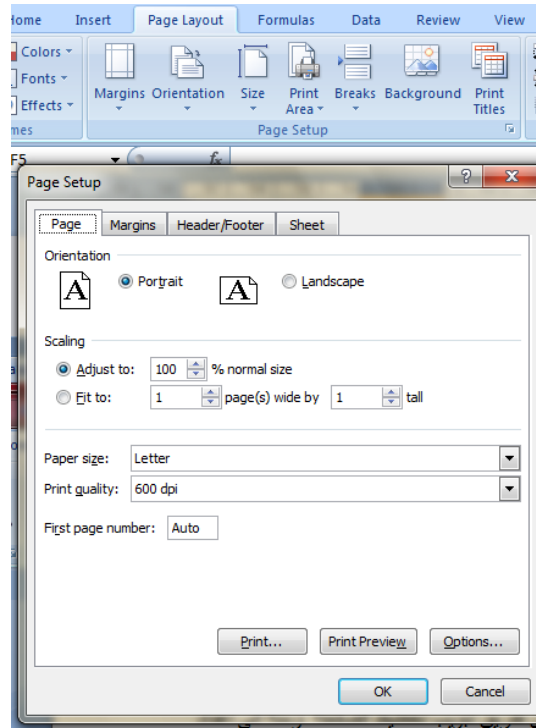 Home Insert Page Layout Formulas Data Review View
Colors
Fonts
Effects
Margins Orientation Size Print Area Breaks Background Print Titles
Page Setup
F5 fx
Page Setup
Page Margins Header/Footer Sheet
Orientation
A Portrait A Landscape
Scaling
Adjust to: 100 % normal size
Fit to: 1 page(s) wide by 1 tall
Paper size: Letter
Print quality: 600 dpi
First page number: Auto
Print... Print Preview Options...
OK Cancel